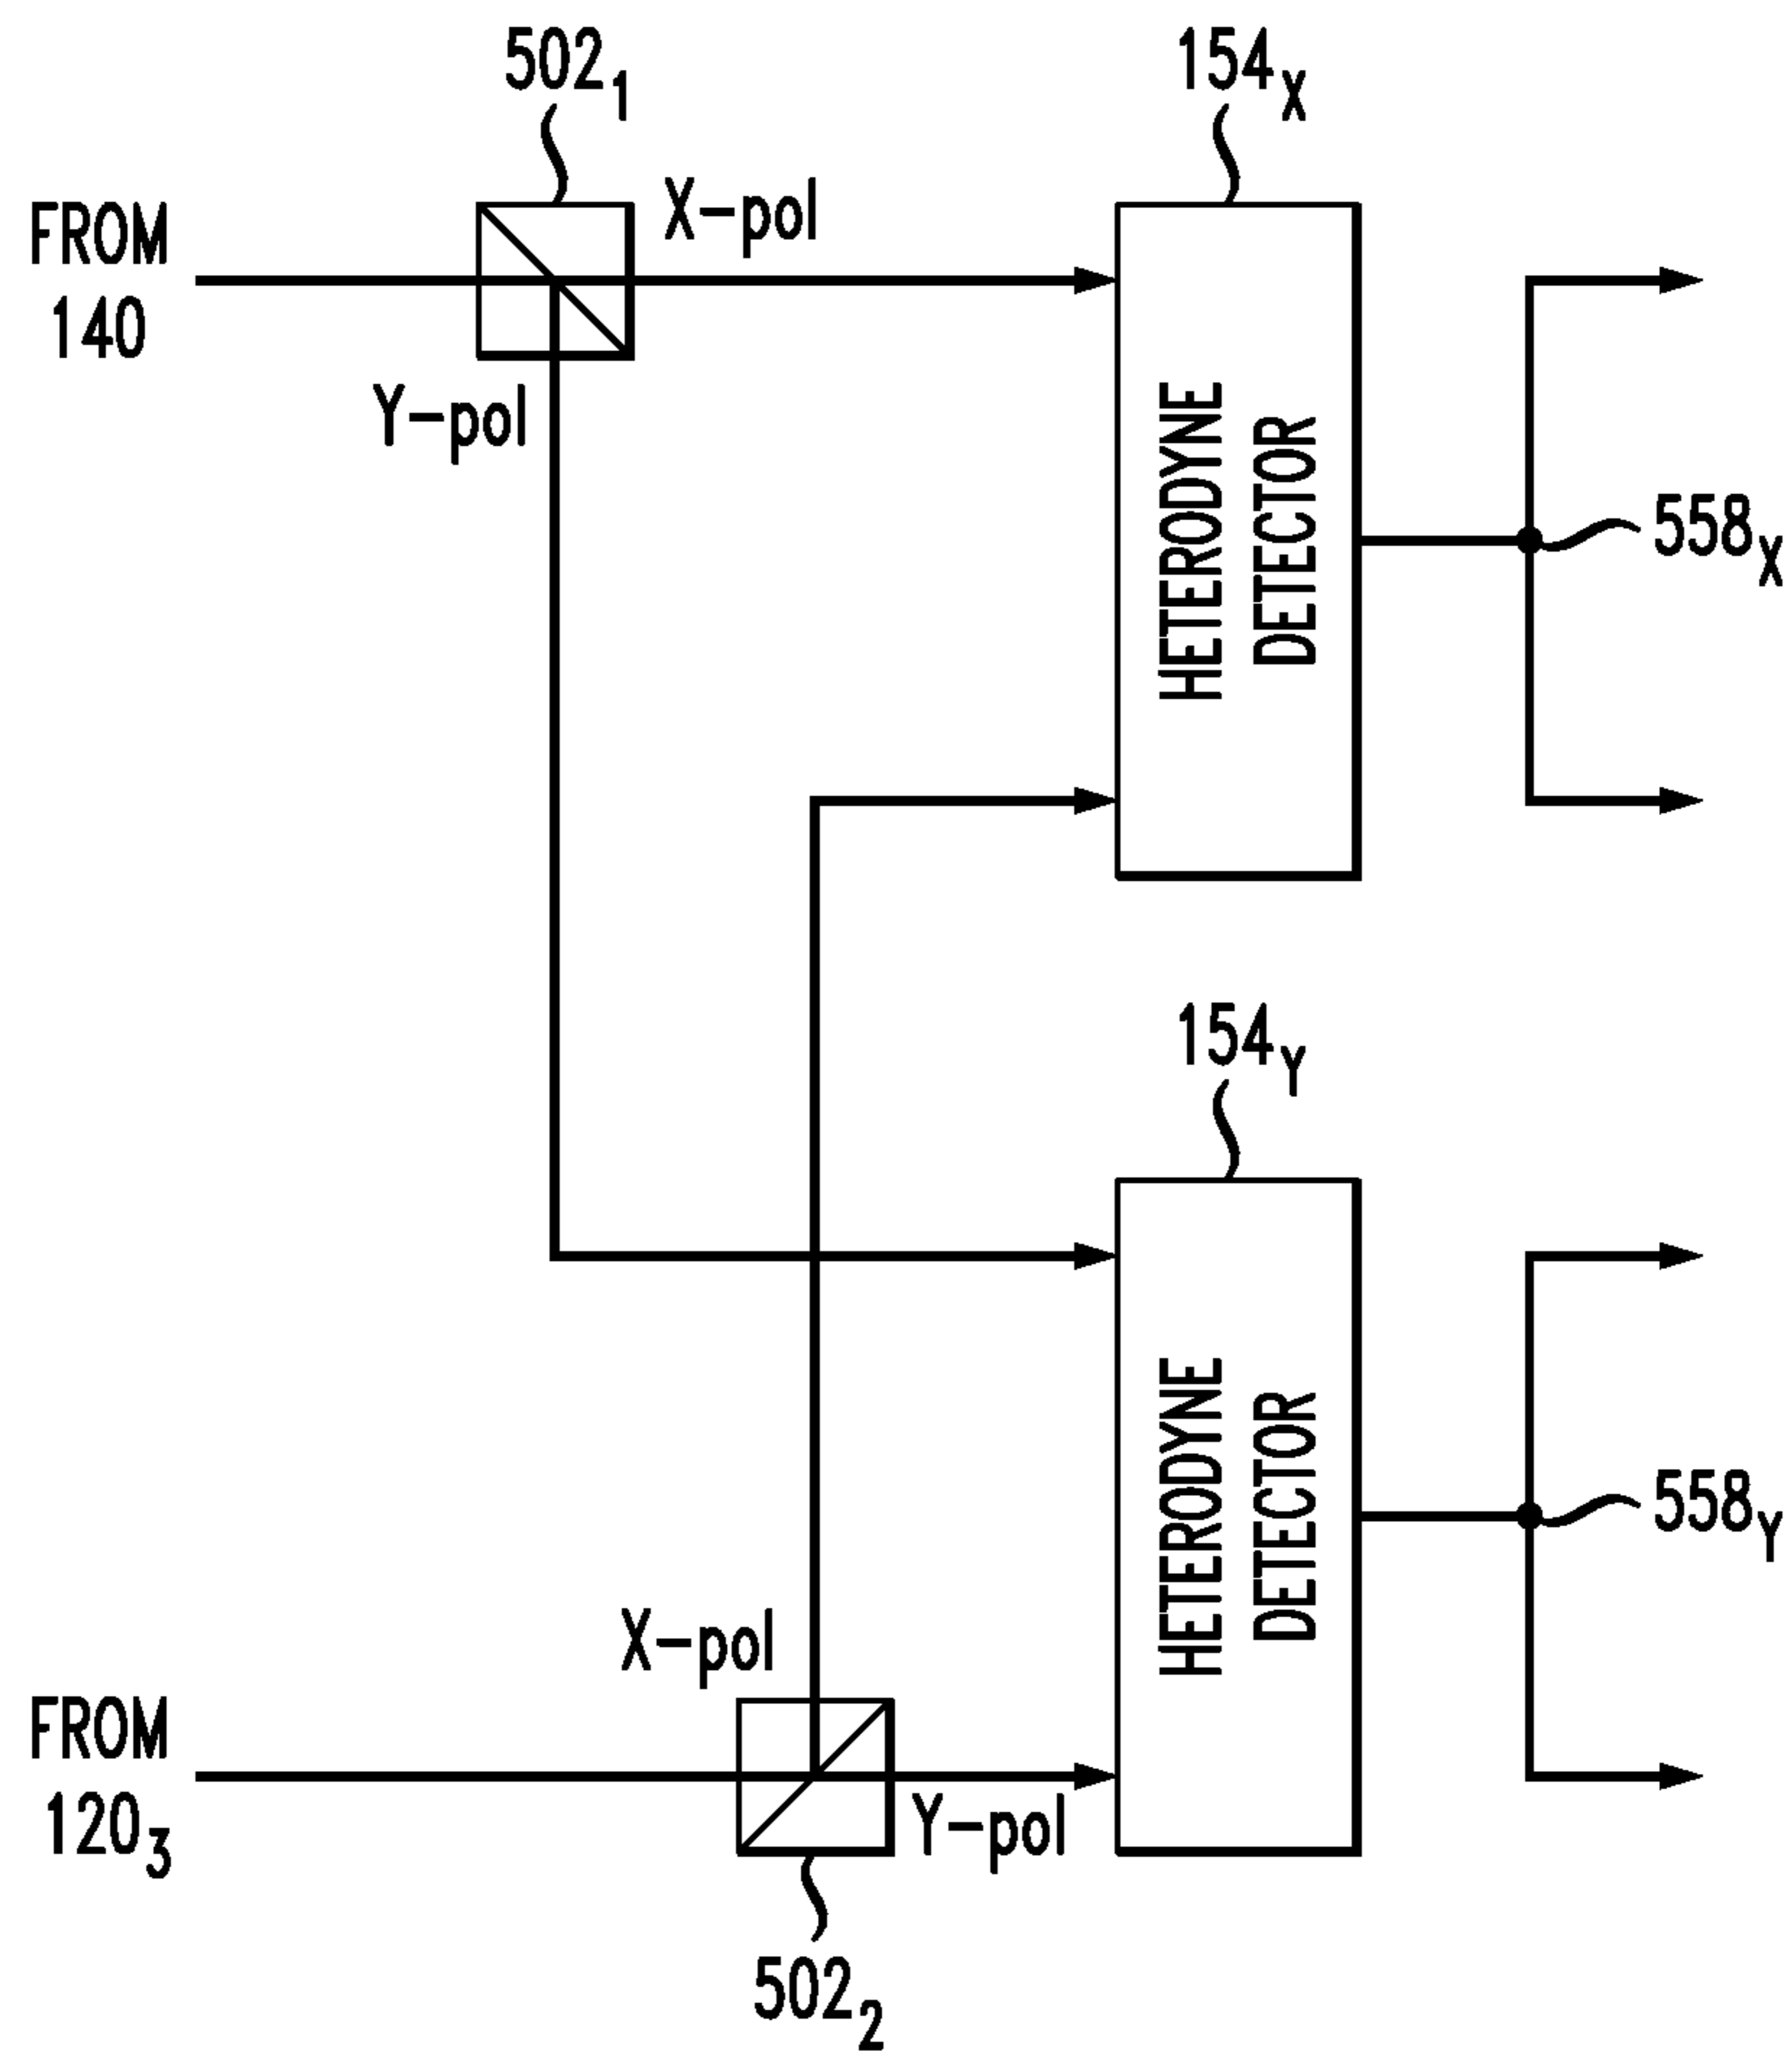 502₁
154ₓ
FROM
140
X-pol
Y-pol
HETERODYNE
DETECTOR
558ₓ
154Y
HETERODYNE
DETECTOR
558Y
X-pol
FROM
120₃
Y-pol
502₂